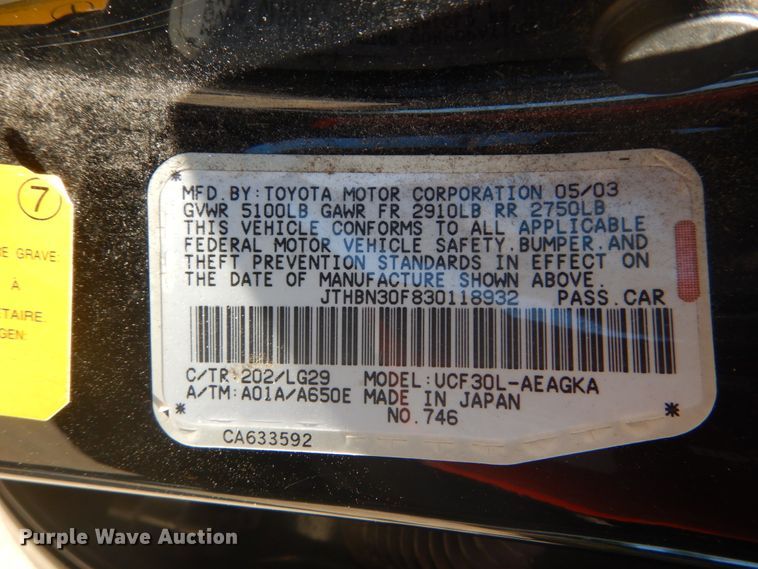 7
DE GRAVE:
À
ÉTAIRE.
GEN:
MFD. BY: TOYOTA MOTOR CORPORATION 05/03
GVWR 5100LB GAWR FR 2910LB RR 2750LB
THIS VEHICLE CONFORMS TO ALL APPLICABLE
FEDERAL MOTOR VEHICLE SAFETY, BUMPER, AND
THEFT PREVENTION STANDARDS IN EFFECT ON
THE DATE OF MANUFACTURE SHOWN ABOVE.
JTHBN30F830118932 PASS. CAR
C/TR: 202/LG29 MODEL: UCF30L-AEAGKA
A/TM: A01A/A650E MADE IN JAPAN
NO. 746
CA633592
Purple Wave Auction